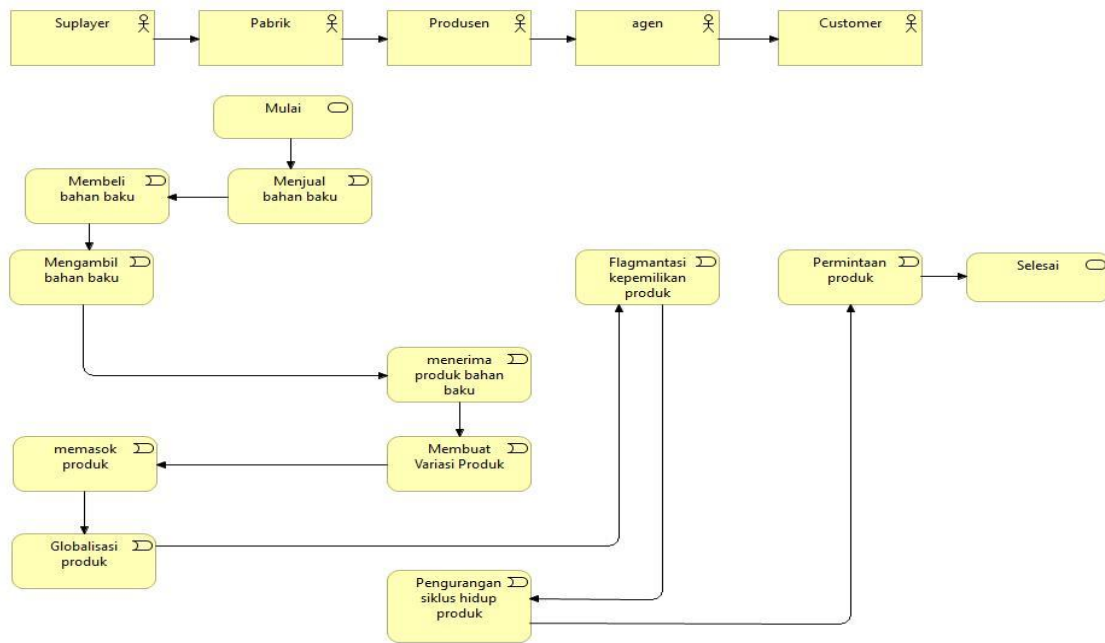 Suplayer
Pabrik
Produsen
agen
Customer
Mulai
Membeli
bahan baku
Menjual
bahan baku
Mengambil
bahan baku
Flagmantasi
kepemilikan
produk
Permintaan
produk
Selesai
menerima
produk bahan
baku
memasok
produk
Membuat
Variasi Produk
Globalisasi
produk
Pengurangan
siklus hidup
produk